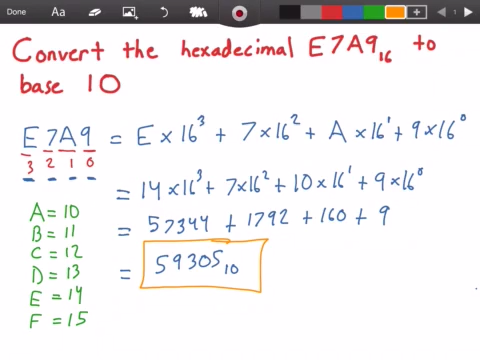 Done Aa 1
Convert the hexadecimal E7A9₁₆ to
base 10
E7A9 = E×16³ + 7×16² + A×16¹ + 9×16⁰
3 2 1 0
= 14×16³ + 7×16² + 10×16¹ + 9×16⁰
= 57344 + 1792 + 160 + 9
= 59305₁₀
A = 10
B = 11
C = 12
D = 13
E = 14
F = 15